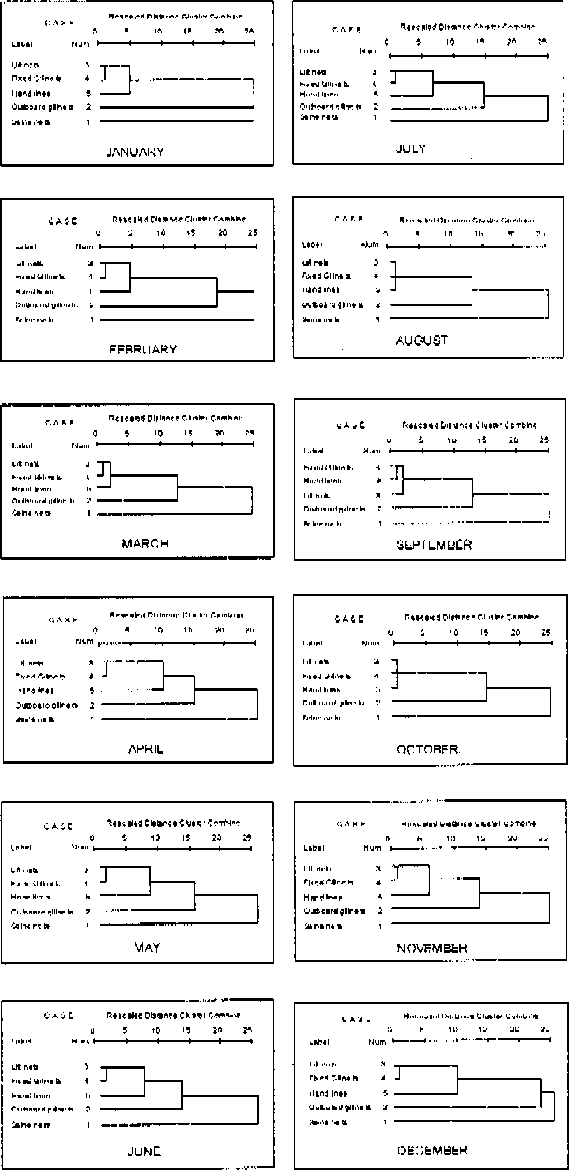 C A S E Rescaled Distance Cluster Combine
0 5 10 15 20 25
Label Num
Lift nets 3
Fixed Gillnets 4
Hand lines 5
Outboard gillnets 2
Seine nets 1
JANUARY
C A S E Rescaled Distance Cluster Combine
0 5 10 15 20 25
Label Num
Lift nets 3
Fixed Gillnets 4
Hand lines 5
Outboard gillnets 2
Seine nets 1
JULY
C A S E Rescaled Distance Cluster Combine
0 5 10 15 20 25
Label Num
Lift nets 3
Fixed Gillnets 4
Hand lines
Outboard gillnets
Seine nets 1
FEBRUARY
C A S E Rescaled Distance Cluster Combine
0 5 10 15 20 25
Label Num
Lift nets 3
Fixed Gillnets 4
Hand lines
Outboard gillnets
Seine nets 1
AUGUST
C A S E Rescaled Distance Cluster Combine
0 5 10 15 20 25
Label Num
Lift nets 3
Fixed Gillnets 4
Hand lines 5
Outboard gillnets 2
Seine nets 1
MARCH
C A S E Rescaled Distance Cluster Combine
0 5 10 15 20 25
Label Num
Fixed Gillnets 4
Hand lines
Lift nets 3
Outboard gillnets 2
Seine nets 1
SEPTEMBER
C A S E Rescaled Distance Cluster Combine
0 5 10 15 20 25
Label Num
Lift nets 3
Fixed Gillnets 4
Hand lines 5
Outboard gillnets 2
Seine nets 1
APRIL
C A S E Rescaled Distance Cluster Combine
0 5 10 15 20 25
Label Num
Lift nets 3
Fixed Gillnets 4
Hand lines 5
Outboard gillnets 2
Seine nets 1
OCTOBER
C A S E Rescaled Distance Cluster Combine
0 5 10 15 20 25
Label Num
Lift nets 3
Fixed Gillnets 4
Hand lines 5
Outboard gillnets 2
Seine nets 1
MAY
C A S E Rescaled Distance Cluster Combine
0 5 10 15 20 25
Label Num
Lift nets 3
Fixed Gillnets 4
Hand lines 5
Outboard gillnets 2
Seine nets 1
NOVEMBER
C A S E Rescaled Distance Cluster Combine
0 5 10 15 20 25
Label Num
Lift nets 3
Fixed Gillnets 4
Hand lines 5
Outboard gillnets 2
Seine nets 1
JUNE
C A S E Rescaled Distance Cluster Combine
0 5 10 15 20 25
Label Num
Lift nets 3
Fixed Gillnets 4
Hand lines 5
Outboard gillnets 2
Seine nets 1
DECEMBER